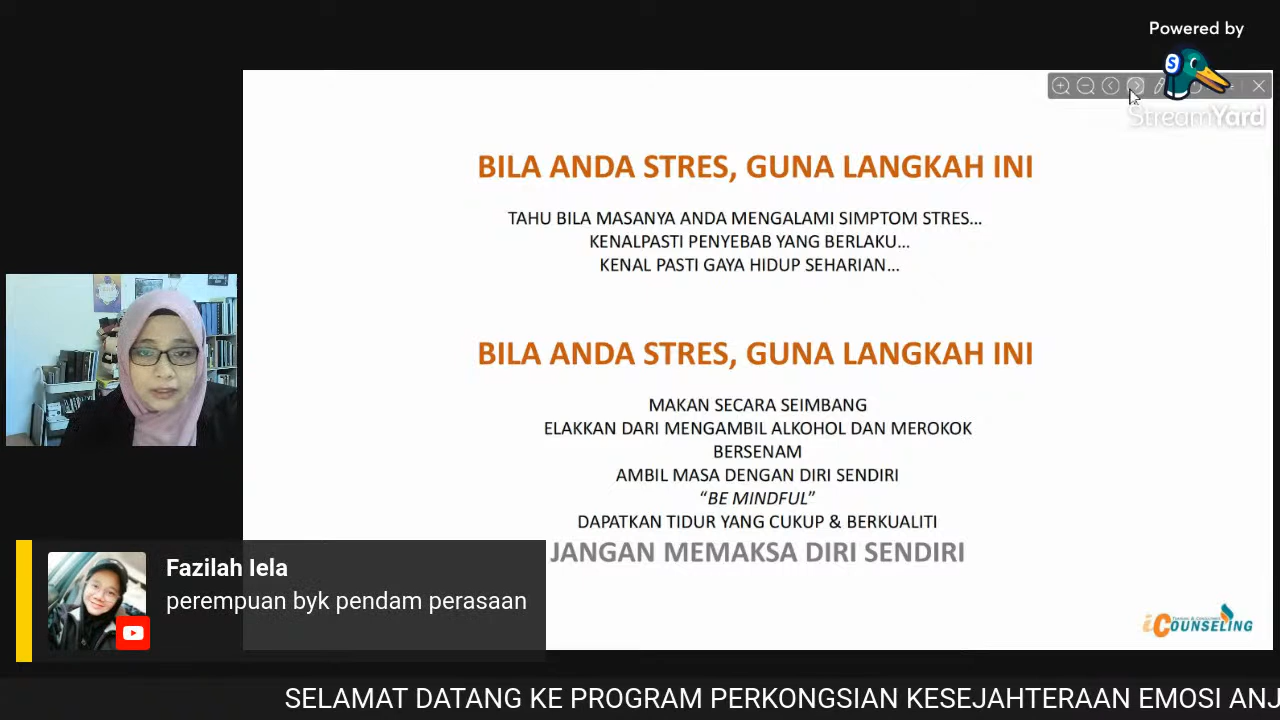 Powered by
StreamYard
BILA ANDA STRES, GUNA LANGKAH INI
TAHU BILA MASANYA ANDA MENGALAMI SIMPTOM STRES...
KENALPASTI PENYEBAB YANG BERLAKU...
KENAL PASTI GAYA HIDUP SEHARIAN...
BILA ANDA STRES, GUNA LANGKAH INI
MAKAN SECARA SEIMBANG
ELAKKAN DARI MENGAMBIL ALKOHOL DAN MEROKOK
BERSENAM
AMBIL MASA DENGAN DIRI SENDIRI
“BE MINDFUL”
DAPATKAN TIDUR YANG CUKUP & BERKUALITI
JANGAN MEMAKSA DIRI SENDIRI
Fazilah Iela
perempuan byk pendam perasaan
iCOUNSELING
SELAMAT DATANG KE PROGRAM PERKONGSIAN KESEJAHTERAAN EMOSI ANJ